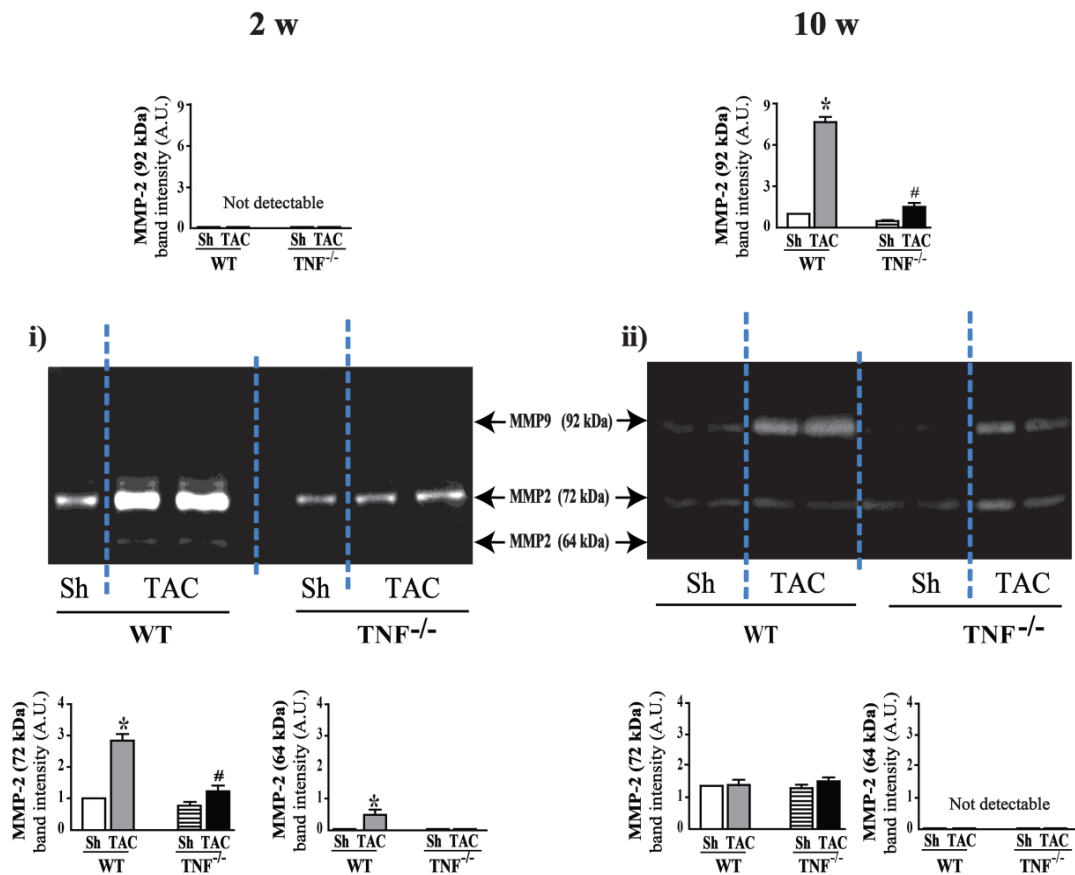 2 w
10 w
MMP-2 (92 kDa)
band intensity (A.U.)
9
6
3
0
Not detectable
Sh TAC
Sh TAC
WT
TNF-/-
MMP-2 (92 kDa)
band intensity (A.U.)
9
6
3
0
*
#
Sh TAC
Sh TAC
WT
TNF-/-
i)
ii)
MMP9 (92 kDa)
MMP2 (72 kDa)
MMP2 (64 kDa)
Sh TAC Sh TAC
WT TNF-/-
Sh TAC Sh TAC
WT TNF-/-
MMP-2 (72 kDa)
band intensity (A.U.)
4
3
2
1
0
*
#
Sh TAC
Sh TAC
WT
TNF-/-
MMP-2 (64 kDa)
band intensity (A.U.)
4
3
2
1
0
*
Sh TAC
Sh TAC
WT
TNF-/-
MMP-2 (72 kDa)
band intensity (A.U.)
4
3
2
1
0
Sh TAC
Sh TAC
WT
TNF-/-
MMP-2 (64 kDa)
band intensity (A.U.)
4
3
2
1
0
Not detectable
Sh TAC
Sh TAC
WT
TNF-/-